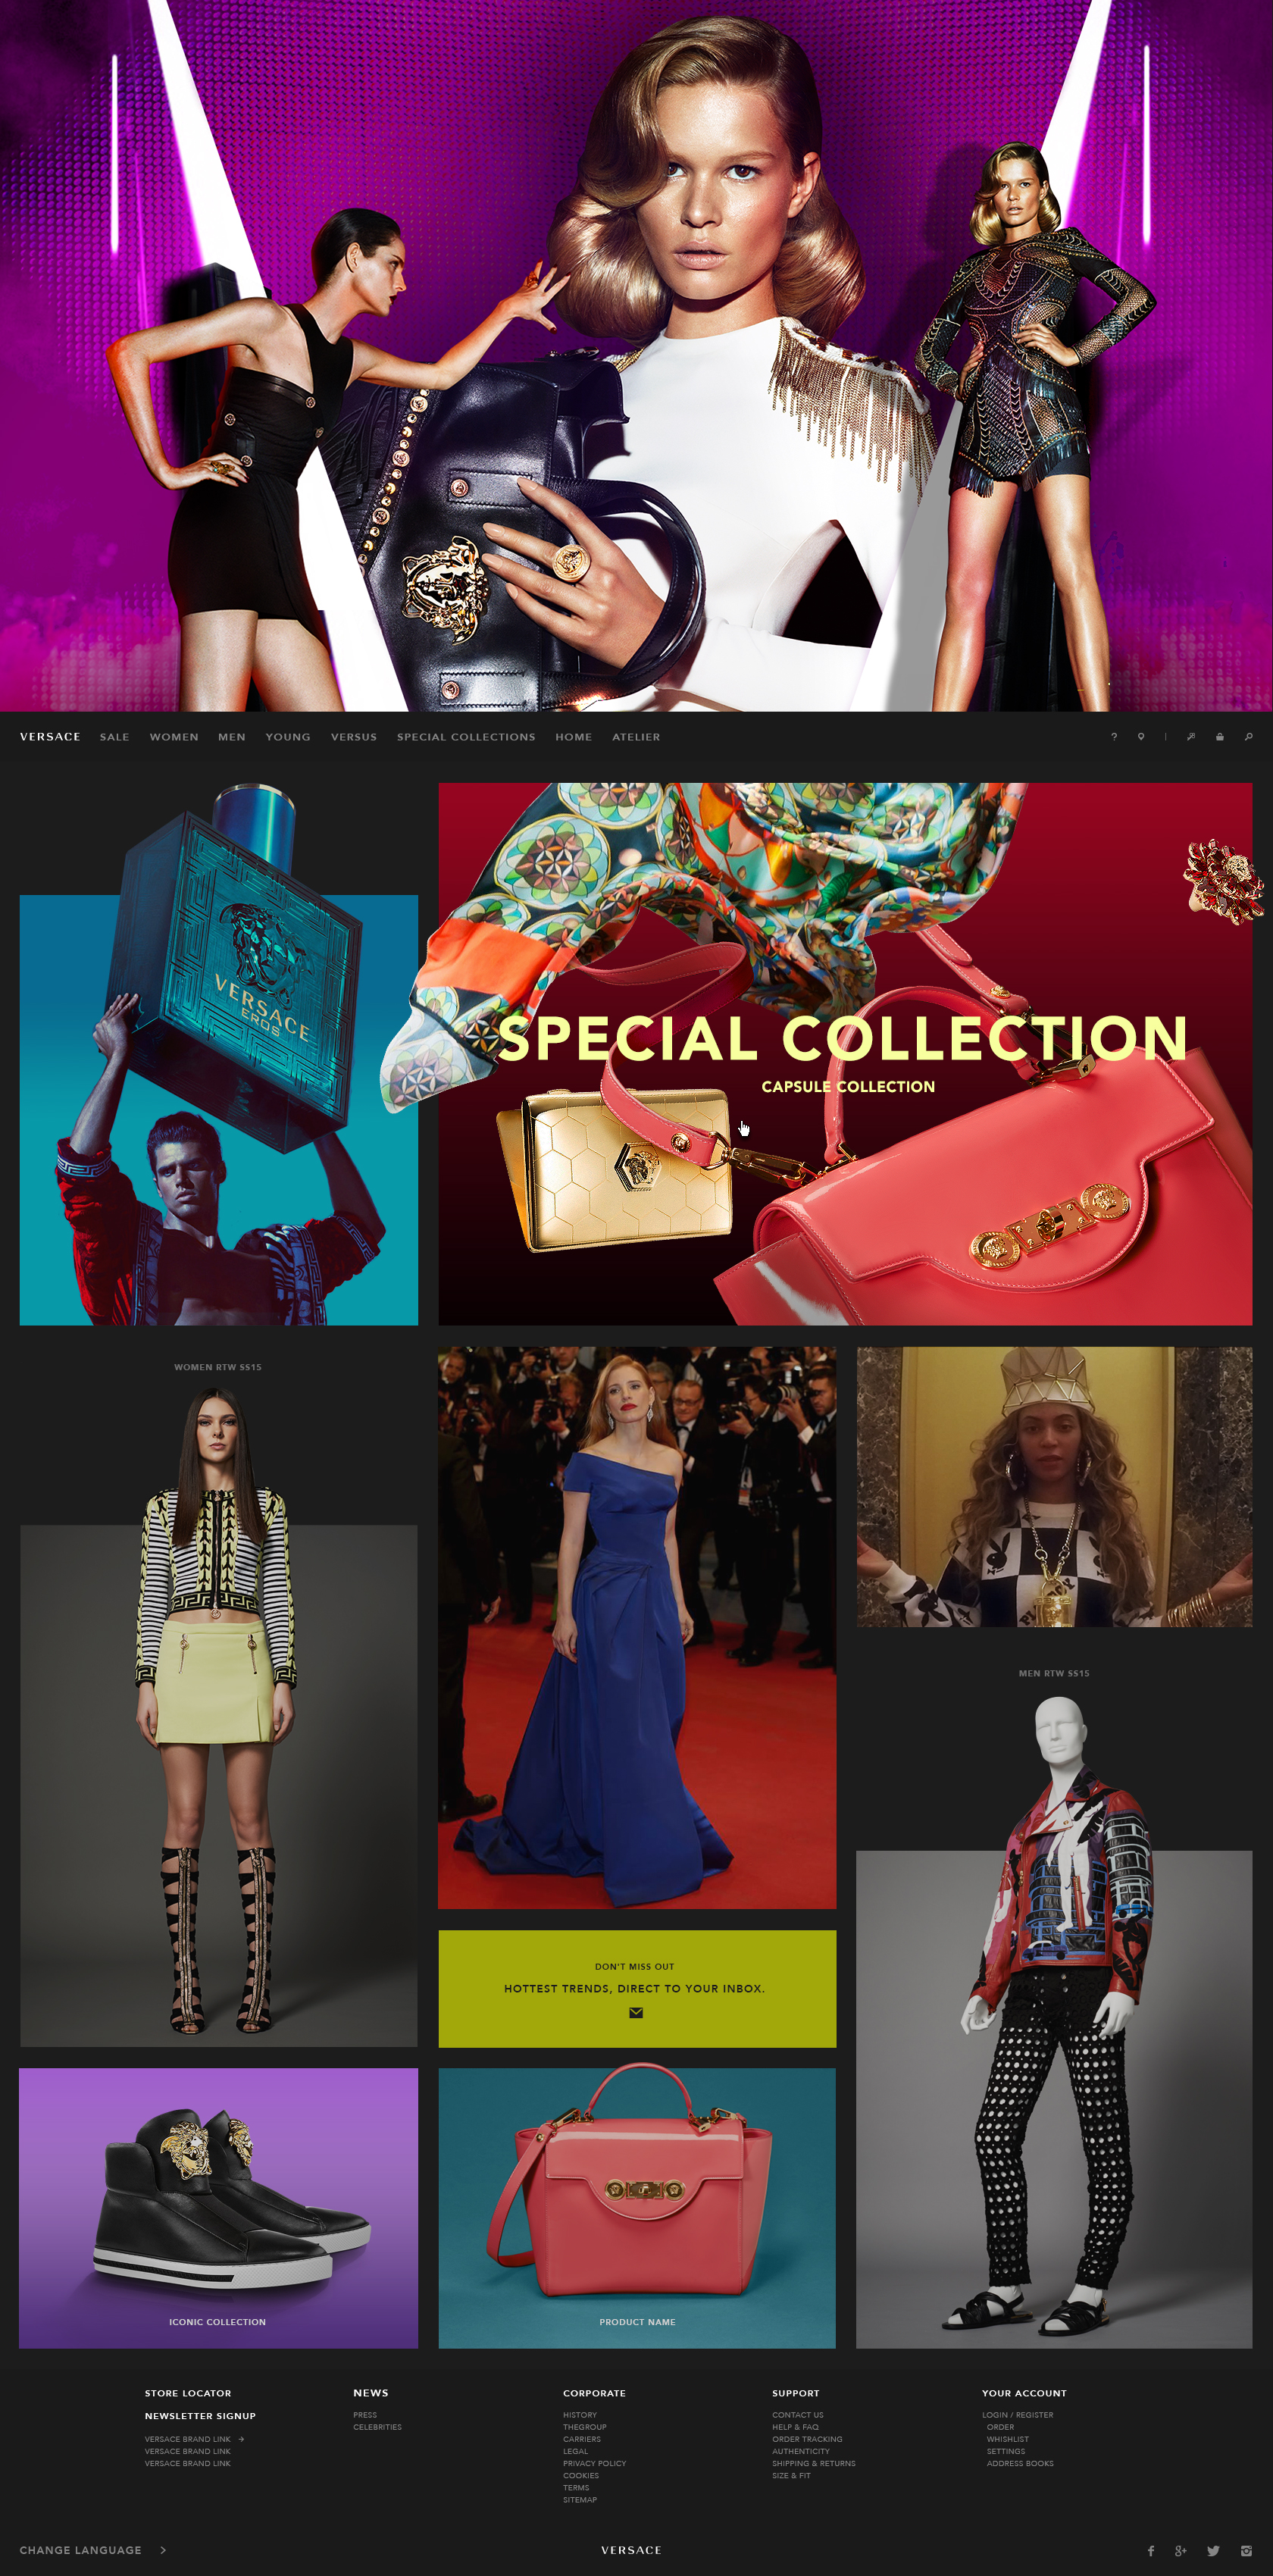 VERSACE SALE WOMEN MEN YOUNG VERSUS SPECIAL COLLECTIONS HOME ATELIER
VERSACE
EROS
SPECIAL COLLECTION
CAPSULE COLLECTION
WOMEN RTW SS15
MEN RTW SS15
DON'T MISS OUT
HOTTEST TRENDS, DIRECT TO YOUR INBOX.
ICONIC COLLECTION
PRODUCT NAME
STORE LOCATOR
NEWSLETTER SIGNUP
VERSACE BRAND LINK
VERSACE BRAND LINK
VERSACE BRAND LINK
NEWS
PRESS
CELEBRITIES
CORPORATE
HISTORY
THEGROUP
CARRIERS
LEGAL
PRIVACY POLICY
COOKIES
TERMS
SITEMAP
SUPPORT
CONTACT US
HELP & FAQ
ORDER TRACKING
AUTHENTICITY
SHIPPING & RETURNS
SIZE & FIT
YOUR ACCOUNT
LOGIN / REGISTER
ORDER
WHISHLIST
SETTINGS
ADDRESS BOOKS
CHANGE LANGUAGE
VERSACE